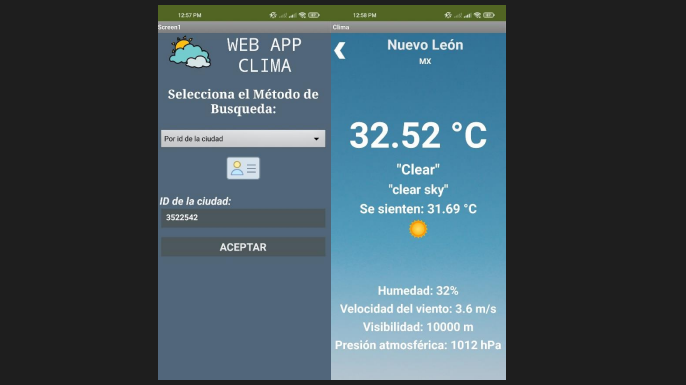 12:57 PM
Screen1
WEB APP
CLIMA
Selecciona el Método de
Busqueda:
Por id de la ciudad
ID de la ciudad:
3522542
ACEPTAR
12:58 PM
Clima
Nuevo León
MX
32.52 °C
"Clear"
"clear sky"
Se sienten: 31.69 °C
Humedad: 32%
Velocidad del viento: 3.6 m/s
Visibilidad: 10000 m
Presión atmosférica: 1012 hPa